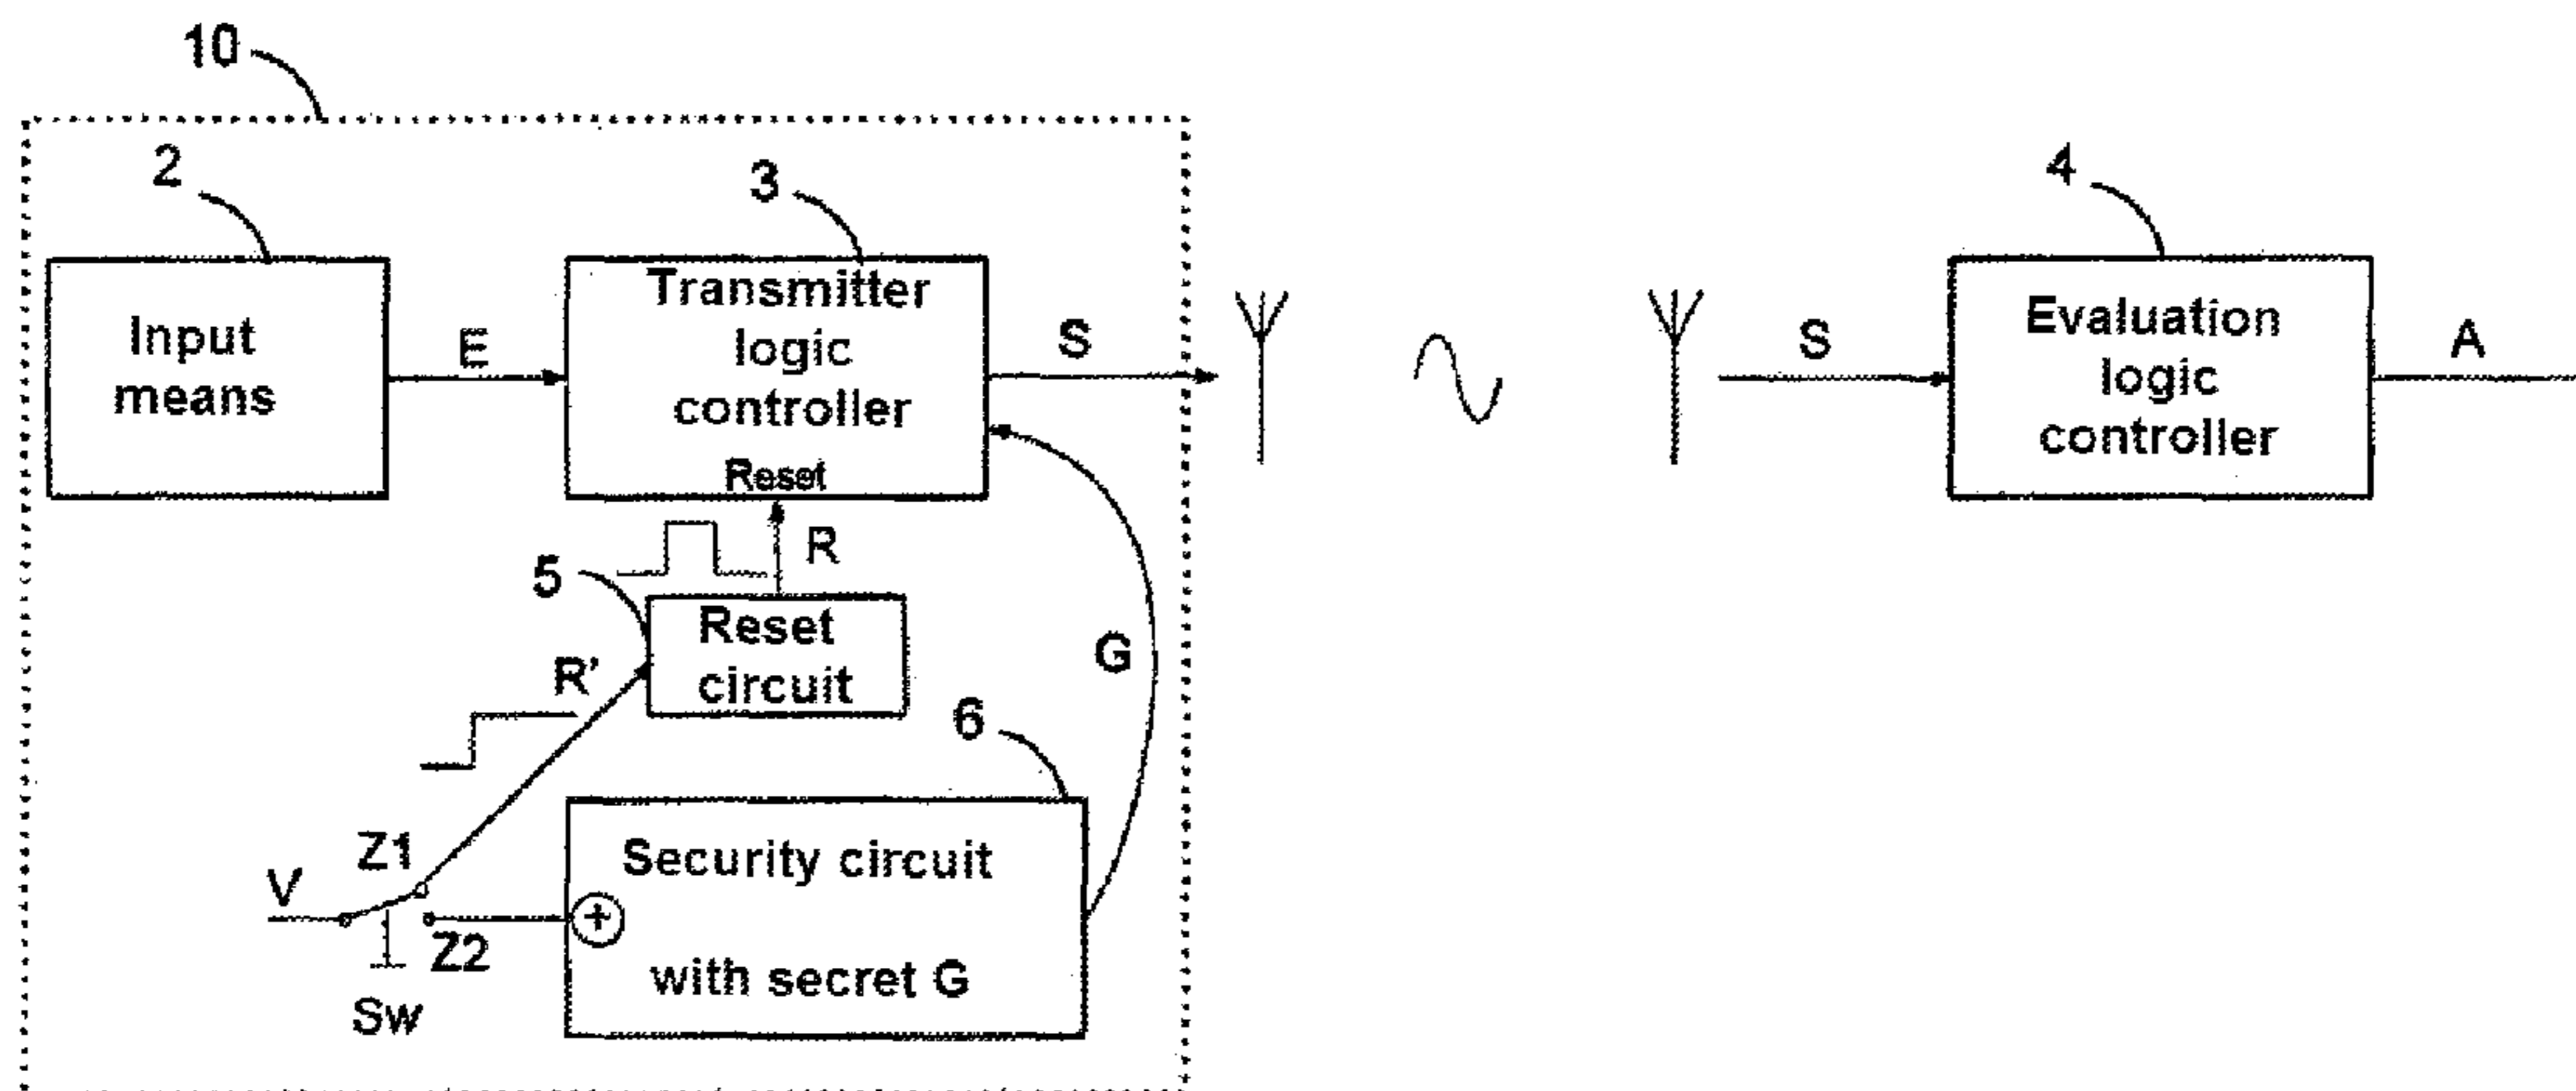 10
2
3
4
Input
means
E
Transmitter
logic
controller
Reset
S
S
Evaluation
logic
controller
A
R
5
Reset
circuit
R'
G
6
Security circuit
with secret G
+
V
Z1
Z2
Sw